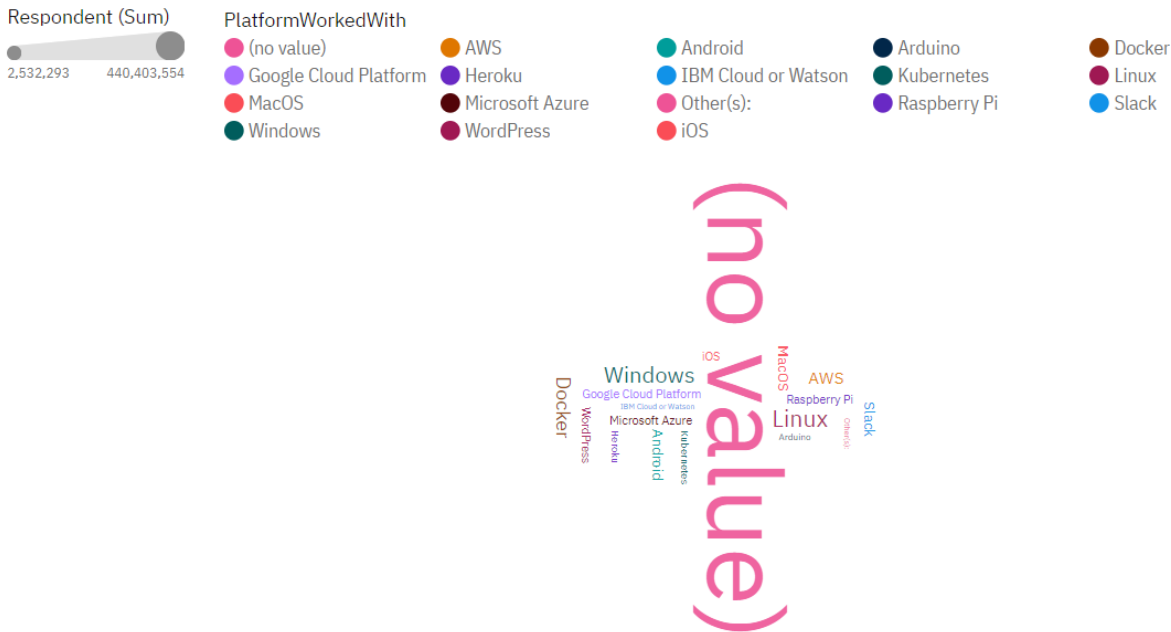 Respondent (Sum)
2,532,293 440,403,554
PlatformWorkedWith
(no value) AWS Android Arduino Docker
Google Cloud Platform Heroku IBM Cloud or Watson Kubernetes Linux
MacOS Microsoft Azure Other(s): Raspberry Pi Slack
Windows WordPress iOS
(no value)
iOS
MacOS
Windows
AWS
Docker
Google Cloud Platform
Raspberry Pi
IBM Cloud or Watson
WordPress
Microsoft Azure
Linux
Slack
Other(s):
Heroku
Android
Kubernetes
Arduino